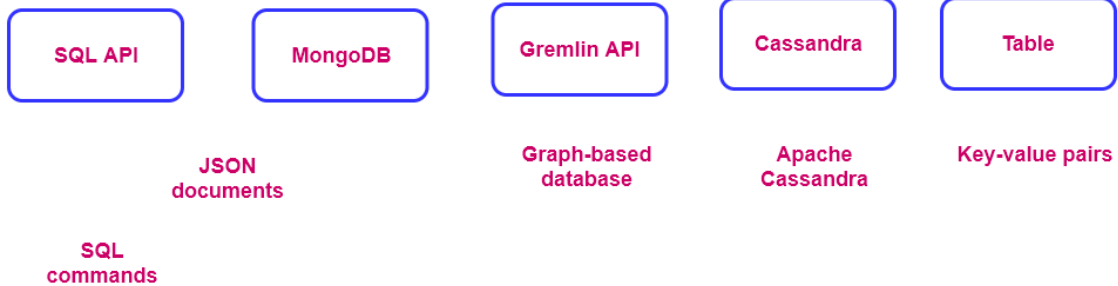 SQL API
MongoDB
Gremlin API
Cassandra
Table
JSON
documents
Graph-based
database
Apache
Cassandra
Key-value pairs
SQL
commands